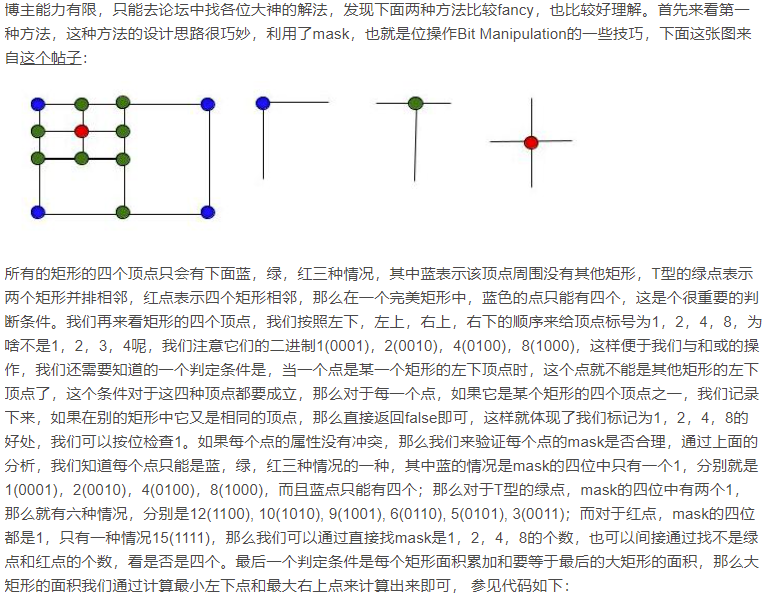 博主能力有限，只能去论坛中找各位大神的解法，发现下面两种方法比较fancy，也比较好理解。首先来看第一
种方法，这种方法的设计思路很巧妙，利用了mask，也就是位操作Bit Manipulation的一些技巧，下面这张图来
自这个帖子：
所有的矩形的四个顶点只会有下面蓝，绿，红三种情况，其中蓝表示该顶点周围没有其他矩形，T型的绿点表示
两个矩形并排相邻，红点表示四个矩形相邻，那么在一个完美矩形中，蓝色的点只能有四个，这是个很重要的判
断条件。我们再来看矩形的四个顶点，我们按照左下，左上，右上，右下的顺序来给顶点标号为1，2，4，8，为
啥不是1，2，3，4呢，我们注意它们的二进制1(0001)，2(0010)，4(0100)，8(1000)，这样便于我们与和或的操
作，我们还需要知道的一个判定条件是，当一个点是某一个矩形的左下顶点时，这个点就不能是其他矩形的左下
顶点了，这个条件对于这四种顶点都要成立，那么对于每一个点，如果它是某个矩形的四个顶点之一，我们记录
下来，如果在别的矩形中它又是相同的顶点，那么直接返回false即可，这样就体现了我们标记为1，2，4，8的
好处，我们可以按位检查1。如果每个点的属性没有冲突，那么我们来验证每个点的mask是否合理，通过上面的
分析，我们知道每个点只能是蓝，绿，红三种情况的一种，其中蓝的情况是mask的四位中只有一个1，分别就是
1(0001)，2(0010)，4(0100)，8(1000)，而且蓝点只能有四个；那么对于T型的绿点，mask的四位中有两个1，
那么就有六种情况，分别是12(1100), 10(1010), 9(1001), 6(0110), 5(0101), 3(0011)；而对于红点，mask的四位
都是1，只有一种情况15(1111)，那么我们可以通过直接找mask是1，2，4，8的个数，也可以间接通过找不是绿
点和红点的个数，看是否是四个。最后一个判定条件是每个矩形面积累加和要等于最后的大矩形的面积，那么大
矩形的面积我们通过计算最小左下点和最大右上点来计算出来即可， 参见代码如下：